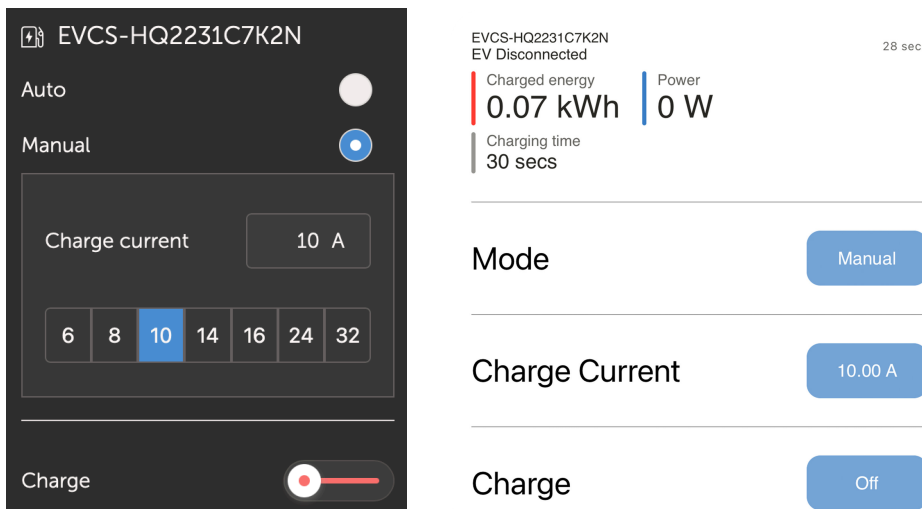 EVCS-HQ2231C7K2N
Auto
Manual
Charge current
10 A
6 8 10 14 16 24 32
Charge
EVCS-HQ2231C7K2N
EV Disconnected
28 sec
Charged energy
0.07 kWh
Power
0 W
Charging time
30 secs
Mode
Manual
Charge Current
10.00 A
Charge
Off